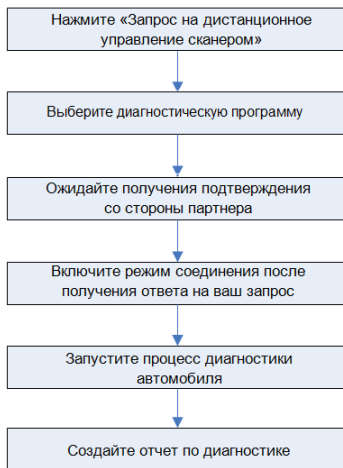 Нажмите «Запрос на дистанционное
управление сканером»
Выберите диагностическую программу
Ожидайте получения подтверждения
со стороны партнера
Включите режим соединения после
получения ответа на ваш запрос
Запустите процесс диагностики
автомобиля
Создайте отчет по диагностике